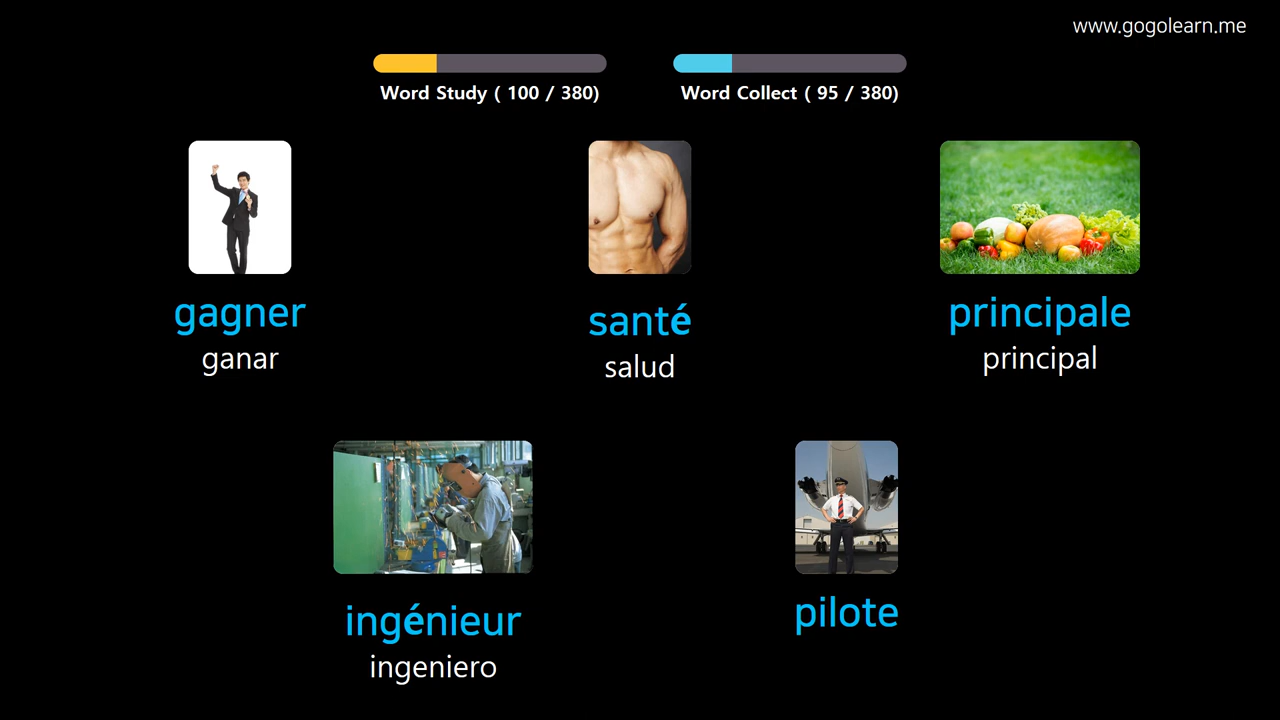 www.gogolearn.me
Word Study ( 100 / 380)
Word Collect ( 95 / 380)
gagner
ganar
santé
salud
principale
principal
ingénieur
ingeniero
pilote